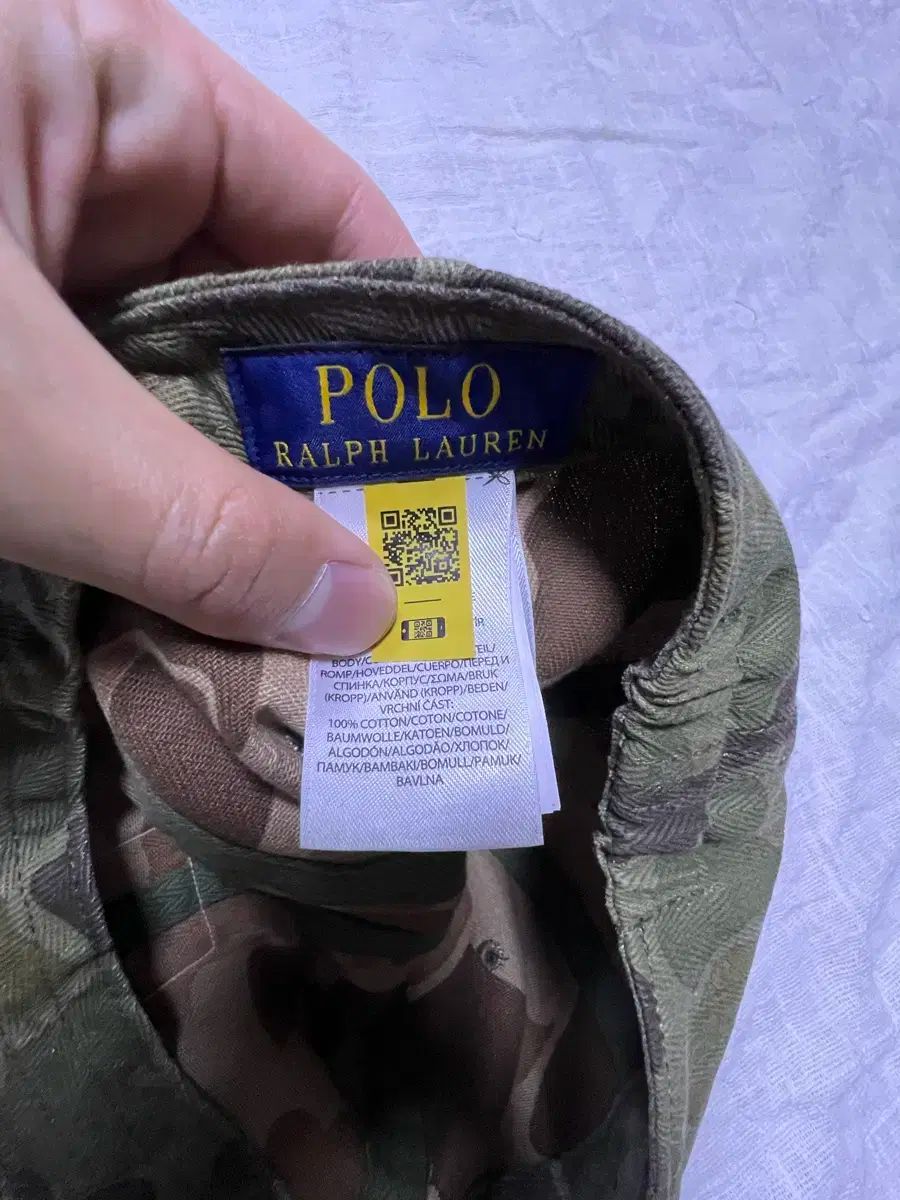 POLO
RALPH LAUREN
ROMP/HOVEDDEL/CUERPO/ПЕРЕД И
СПИНКА/КОРПУС/ΣΩΜΑ/BRUK
(KROPP)/ANVÄND (KROPP)/BEDEN/
VRCHNÍ ČÁST:
100% COTTON/COTON/COTONE/
BAUMWOLLE/KATOEN/BOMULD/
ALGODÓN/ALGODÃO/ХЛОПОК/
ПАМУК/BAMBAKI/BOMULL/PAMUK/
BAVLNA